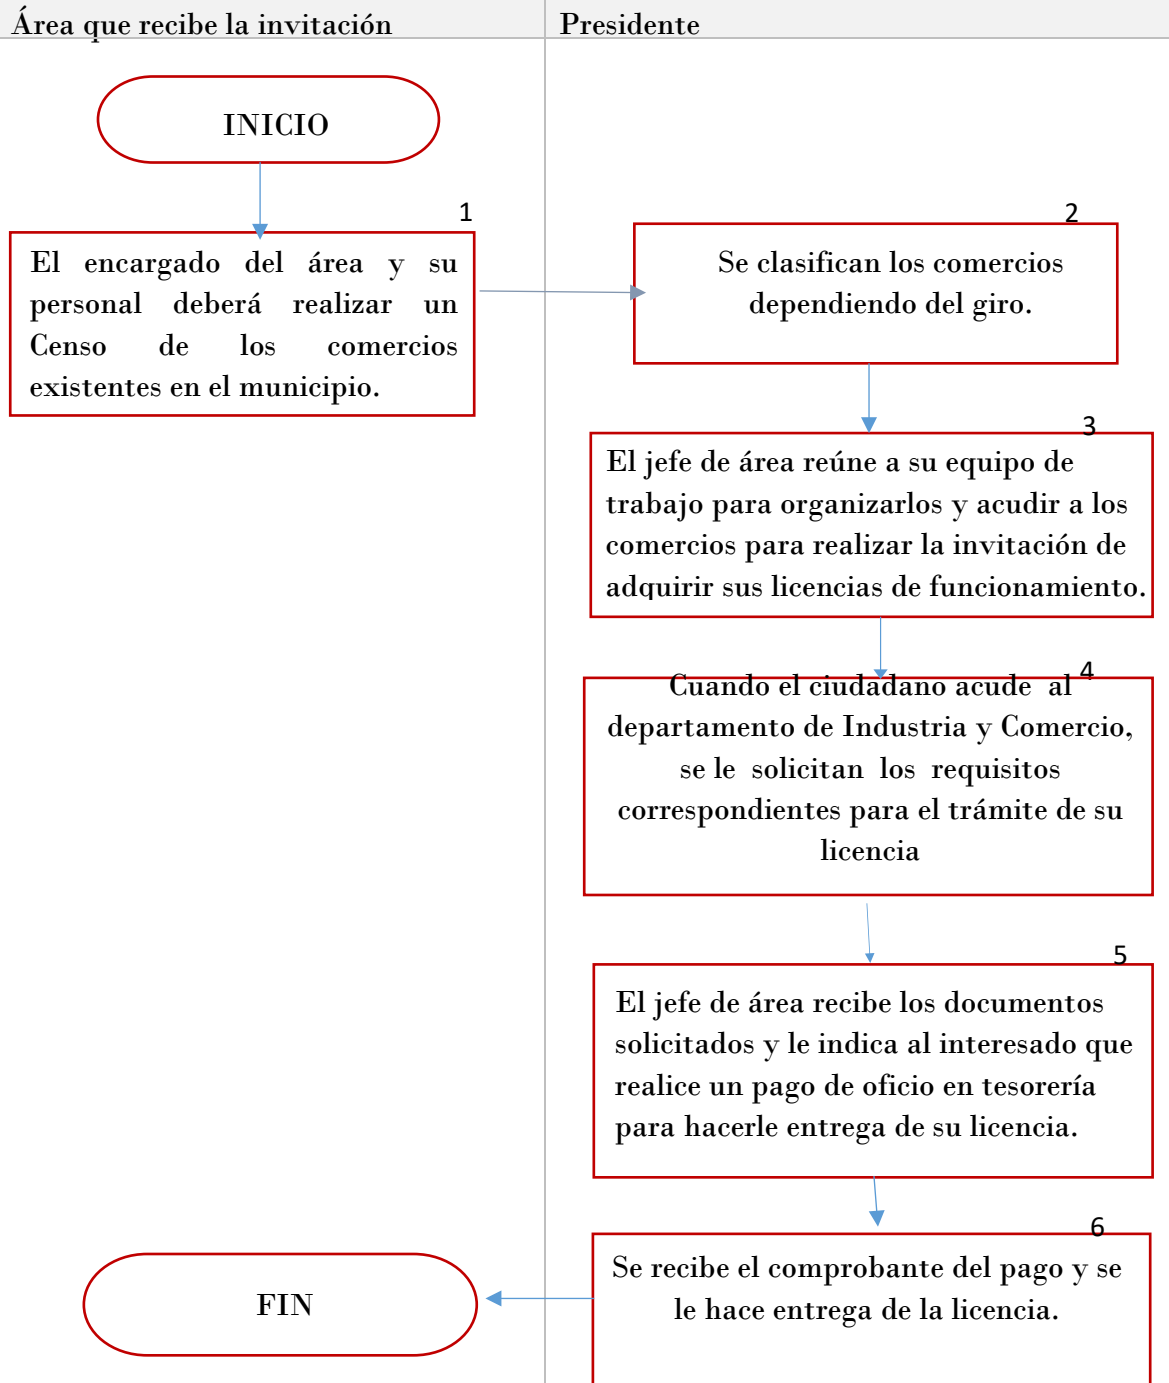 Área que recibe la invitación
Presidente
INICIO
1
El encargado del área y su
personal deberá realizar un
Censo de los comercios
existentes en el municipio.
2
Se clasifican los comercios
dependiendo del giro.
3
El jefe de área reúne a su equipo de
trabajo para organizarlos y acudir a los
comercios para realizar la invitación de
adquirir sus licencias de funcionamiento.
4
Cuando el ciudadano acude al
departamento de Industria y Comercio,
se le solicitan los requisitos
correspondientes para el trámite de su
licencia
5
El jefe de área recibe los documentos
solicitados y le indica al interesado que
realice un pago de oficio en tesorería
para hacerle entrega de su licencia.
6
Se recibe el comprobante del pago y se
le hace entrega de la licencia.
FIN